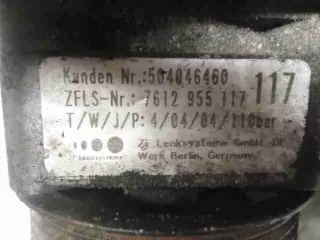 Kunden Nr.:504046460
ZFLS-Nr.: 7612 955 117 117
T/W/J/P: 4/04/04/110bar
Lenksysteme GmbH.
Lenksysteme Werk Berlin, Germany